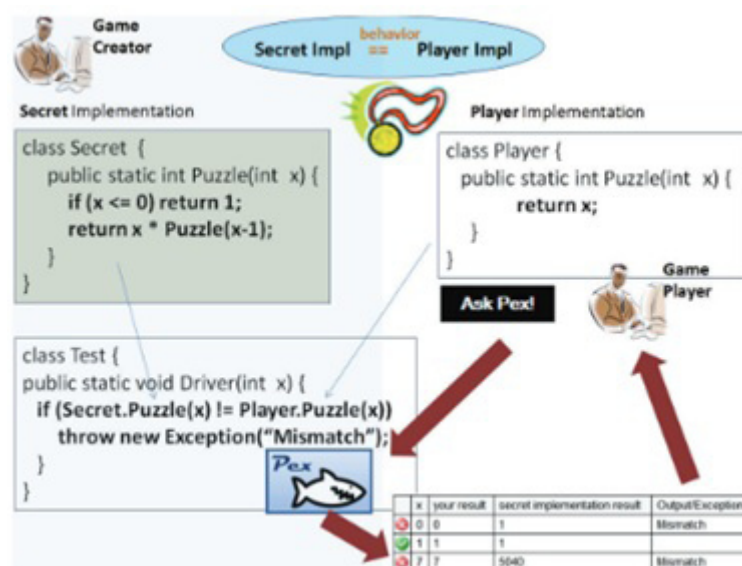 Game
Creator
behavior
Secret Impl == Player Impl
Secret Implementation
Player Implementation
class Secret {
public static int Puzzle(int x) {
if (x <= 0) return 1;
return x * Puzzle(x-1);
}
}
class Player {
public static int Puzzle(int x) {
return x;
}
}
Ask Pex!
Game
Player
class Test {
public static void Driver(int x) {
if (Secret.Puzzle(x) != Player.Puzzle(x))
throw new Exception(“Mismatch”);
}
}
Pex
x your result secret implementation result Output/Exception
0 0 1 Mismatch
1 1 1
7 7 5040 Mismatch